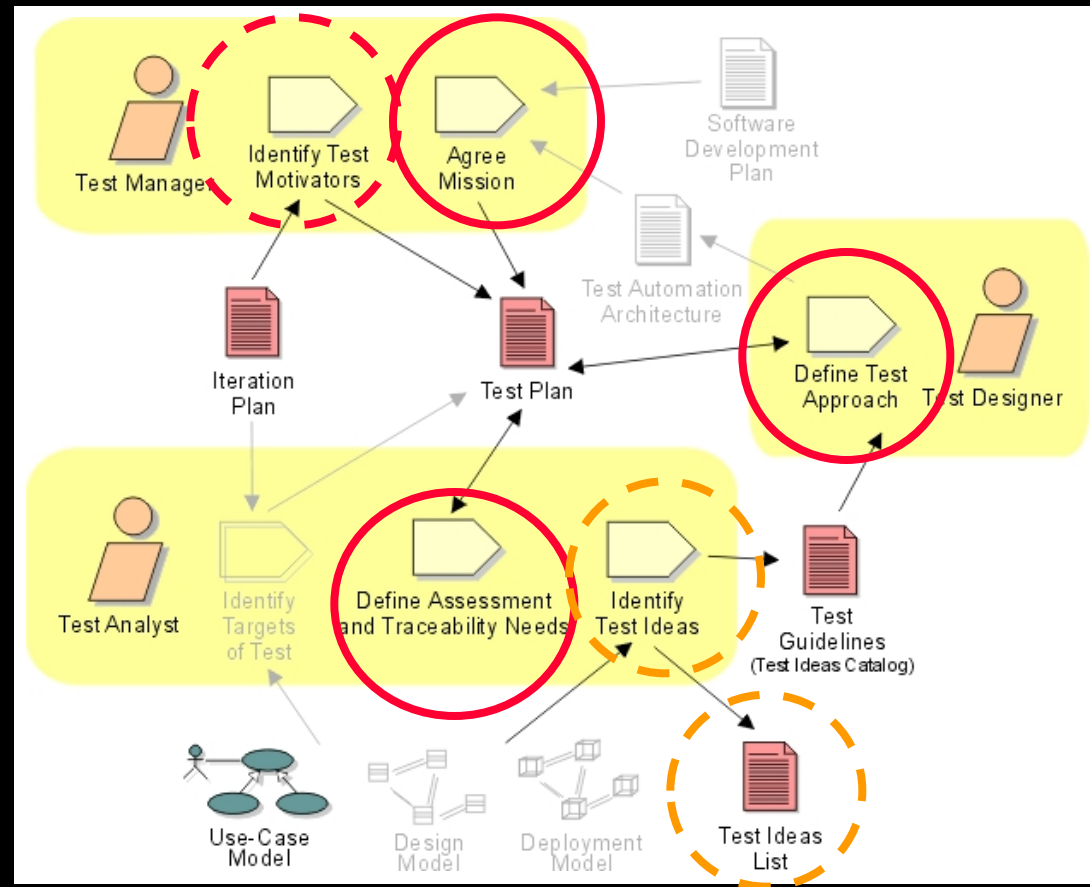 Test Manager
Identify Test
Motivators
Agree
Mission
Software
Development
Plan
Test Automation
Architecture
Iteration
Plan
Test Plan
Define Test
Approach
Test Designer
Test Analyst
Identify
Targets
of Test
Define Assessment
and Traceability Needs
Identify
Test Ideas
Test
Guidelines
(Test Ideas Catalog)
Use-Case
Model
Design
Model
Deployment
Model
Test Ideas
List